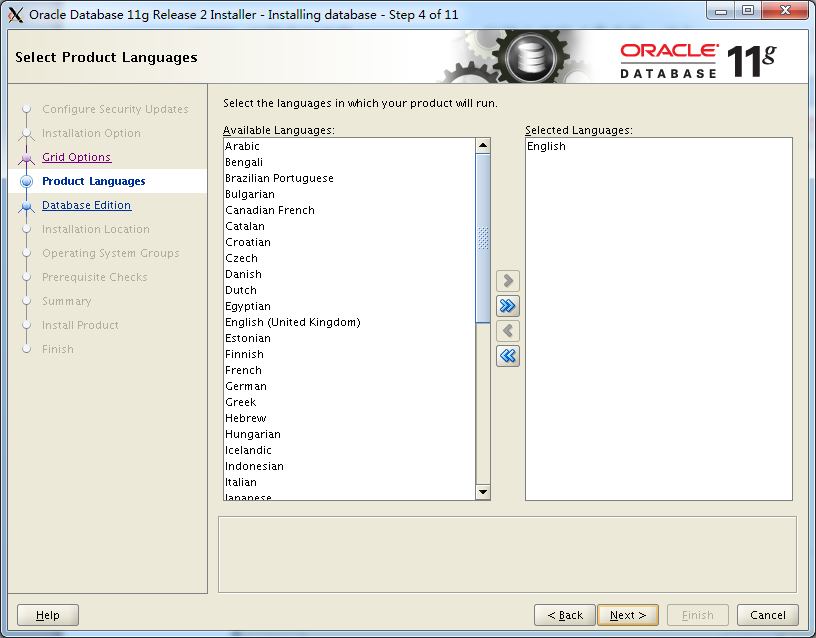 Oracle Database 11g Release 2 Installer - Installing database - Step 4 of 11
Select Product Languages
ORACLE
DATABASE
11g
Configure Security Updates
Installation Option
Grid Options
Product Languages
Database Edition
Installation Location
Operating System Groups
Prerequisite Checks
Summary
Install Product
Finish
Select the languages in which your product will run.
Available Languages:
Arabic
Bengali
Brazilian Portuguese
Bulgarian
Canadian French
Catalan
Croatian
Czech
Danish
Dutch
Egyptian
English (United Kingdom)
Estonian
Finnish
French
German
Greek
Hebrew
Hungarian
Icelandic
Indonesian
Italian
Japanese
Selected Languages:
English
Help
< Back
Next >
Finish
Cancel